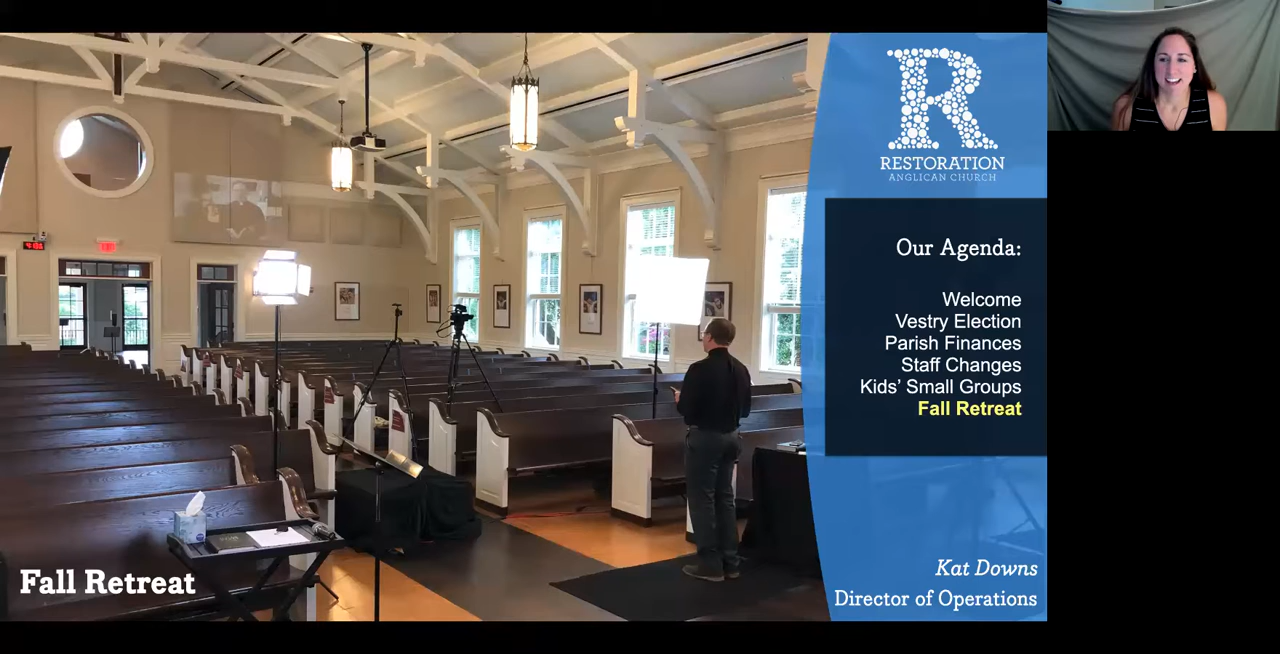 RESTORATION
ANGLICAN CHURCH
Our Agenda:
Welcome
Vestry Election
Parish Finances
Staff Changes
Kids' Small Groups
Fall Retreat
Fall Retreat
Kat Downs
Director of Operations